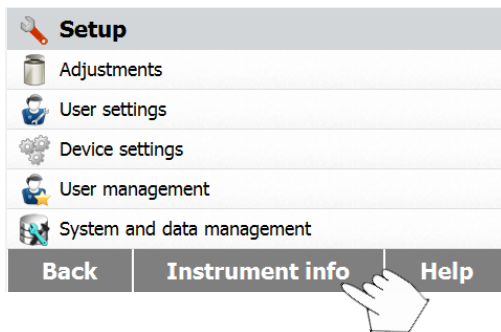 Setup
Adjustments
User settings
Device settings
User management
System and data management
Back Instrument info Help